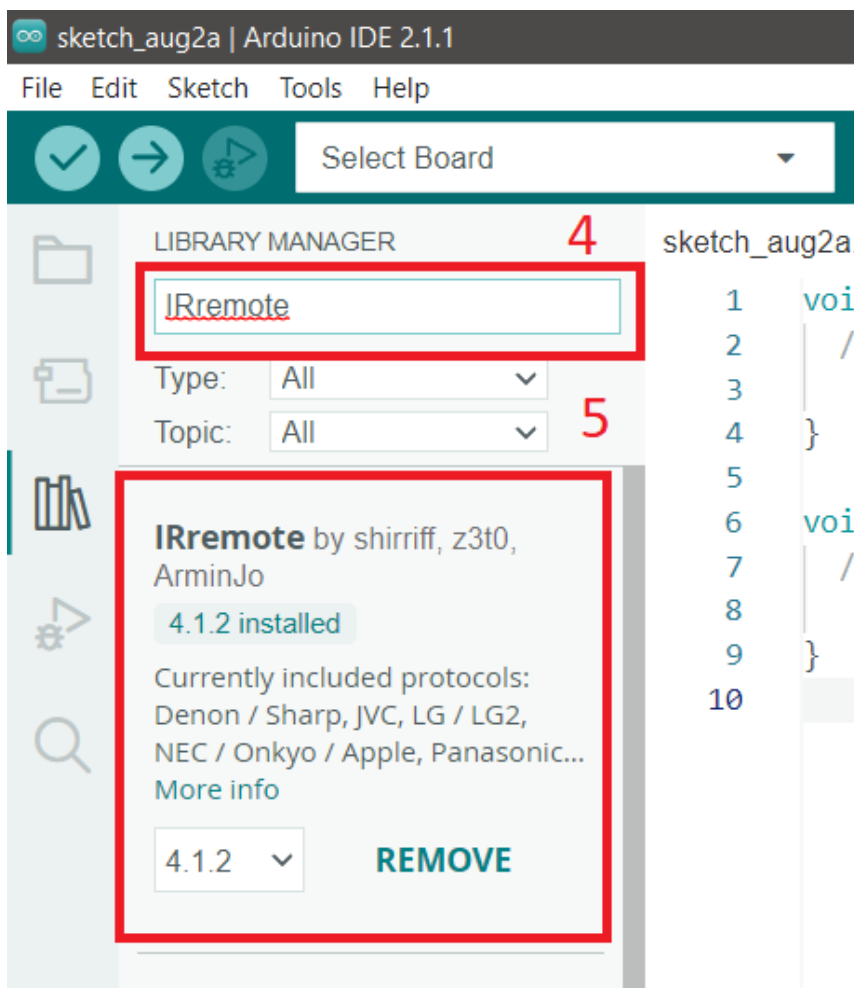 sketch_aug2a | Arduino IDE 2.1.1
File Edit Sketch Tools Help
Select Board
LIBRARY MANAGER
4
IRremote
Type: All
Topic: All
5
IRremote by shirriff, z3t0,
ArminJo
4.1.2 installed
Currently included protocols:
Denon / Sharp, JVC, LG / LG2,
NEC / Onkyo / Apple, Panasonic...
More info
4.1.2
REMOVE
sketch_aug2a
1 voi
2 /
3
4 }
5
6 voi
7 /
8
9 }
10